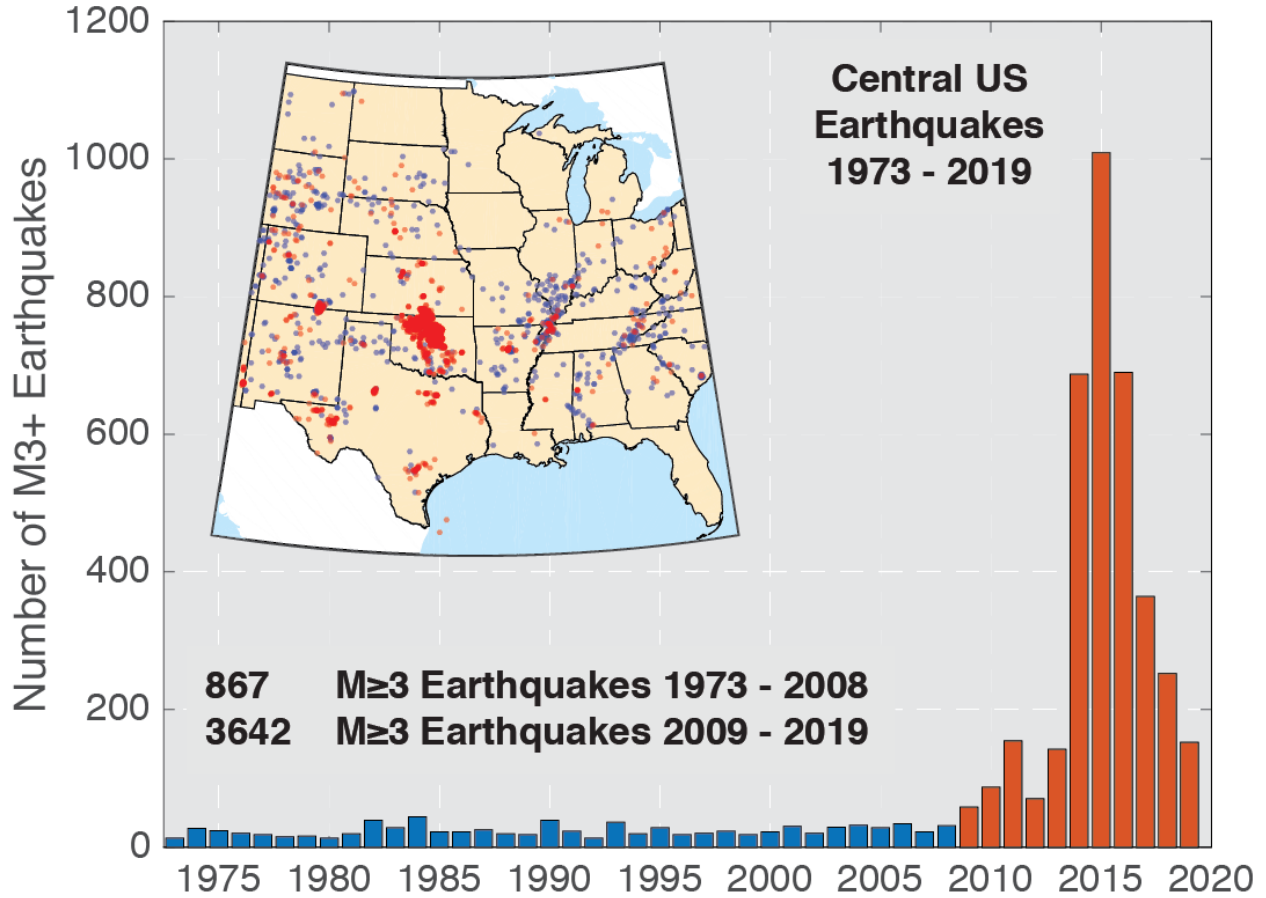 Number of M3+ Earthquakes
1200
1000
800
600
400
200
0
Central US
Earthquakes
1973 - 2019
867 M≥3 Earthquakes 1973 - 2008
3642 M≥3 Earthquakes 2009 - 2019
1975 1980 1985 1990 1995 2000 2005 2010 2015 2020